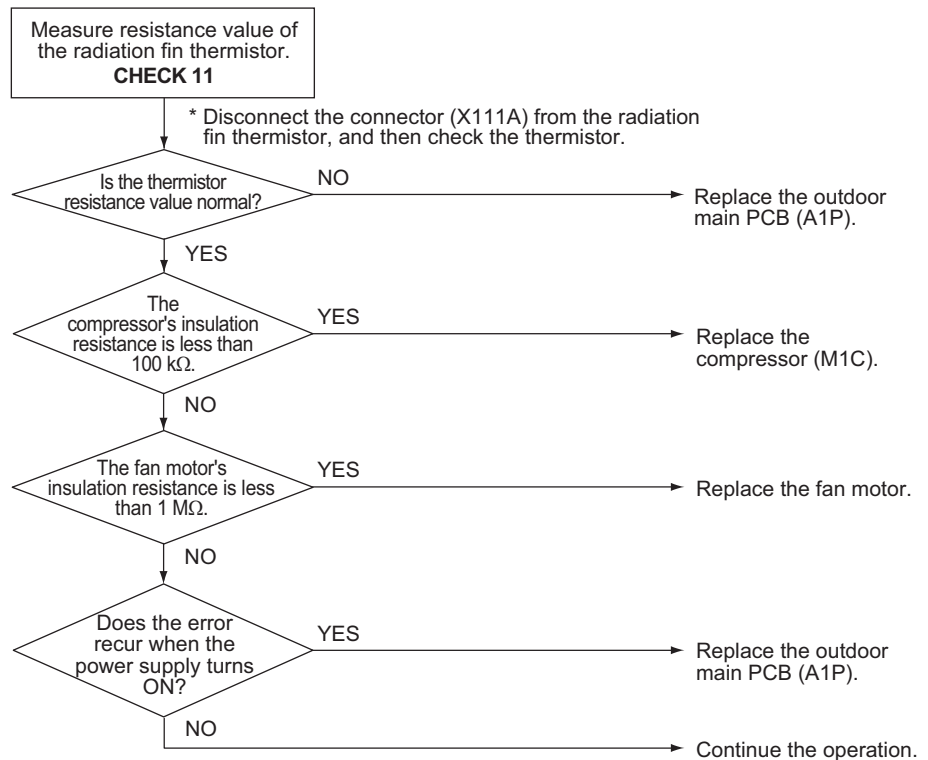 Measure resistance value of
the radiation fin thermistor.
CHECK 11
* Disconnect the connector (X111A) from the radiation
fin thermistor, and then check the thermistor.
Is the thermistor
resistance value normal?
NO
Replace the outdoor
main PCB (A1P).
YES
The
compressor's insulation
resistance is less than
100 kΩ.
YES
Replace the
compressor (M1C).
NO
The fan motor's
insulation resistance is less
than 1 MΩ.
YES
Replace the fan motor.
NO
Does the error
recur when the
power supply turns
ON?
YES
Replace the outdoor
main PCB (A1P).
NO
Continue the operation.